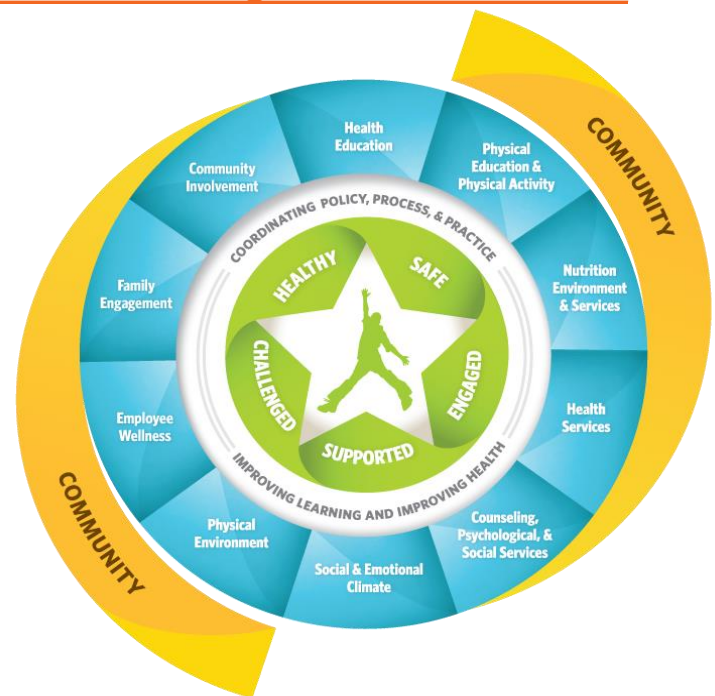 COMMUNITY
Health
Education
Physical
Education &
Physical Activity
Nutrition
Environment
& Services
Health
Services
Counseling,
Psychological, &
Social Services
Social & Emotional
Climate
Physical
Environment
Employee
Wellness
Family
Engagement
Community
Involvement
COORDINATING POLICY, PROCESS, & PRACTICE
IMPROVING LEARNING AND IMPROVING HEALTH
HEALTHY
SAFE
ENGAGED
SUPPORTED
CHALLENGED
COMMUNITY